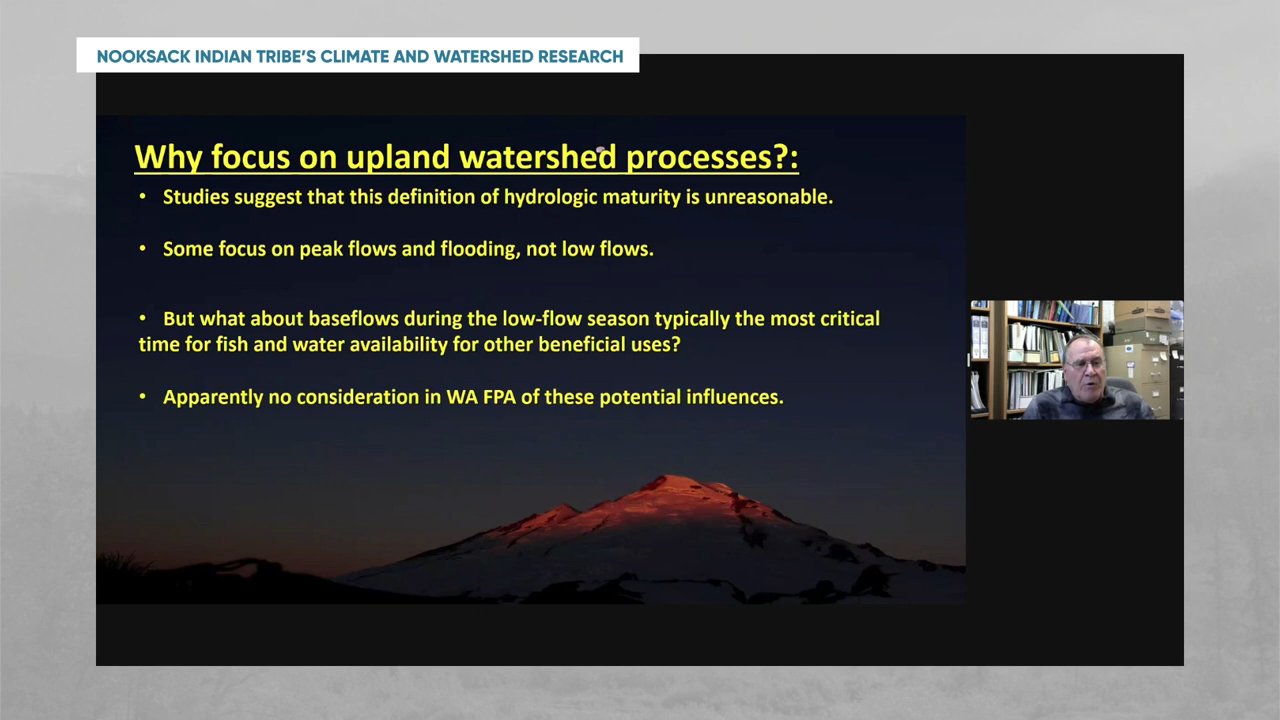 NOOKSACK INDIAN TRIBE'S CLIMATE AND WATERSHED RESEARCH
Why focus on upland watershed processes?:
• Studies suggest that this definition of hydrologic maturity is unreasonable.
• Some focus on peak flows and flooding, not low flows.
• But what about baseflows during the low-flow season typically the most critical
time for fish and water availability for other beneficial uses?
• Apparently no consideration in WA FPA of these potential influences.